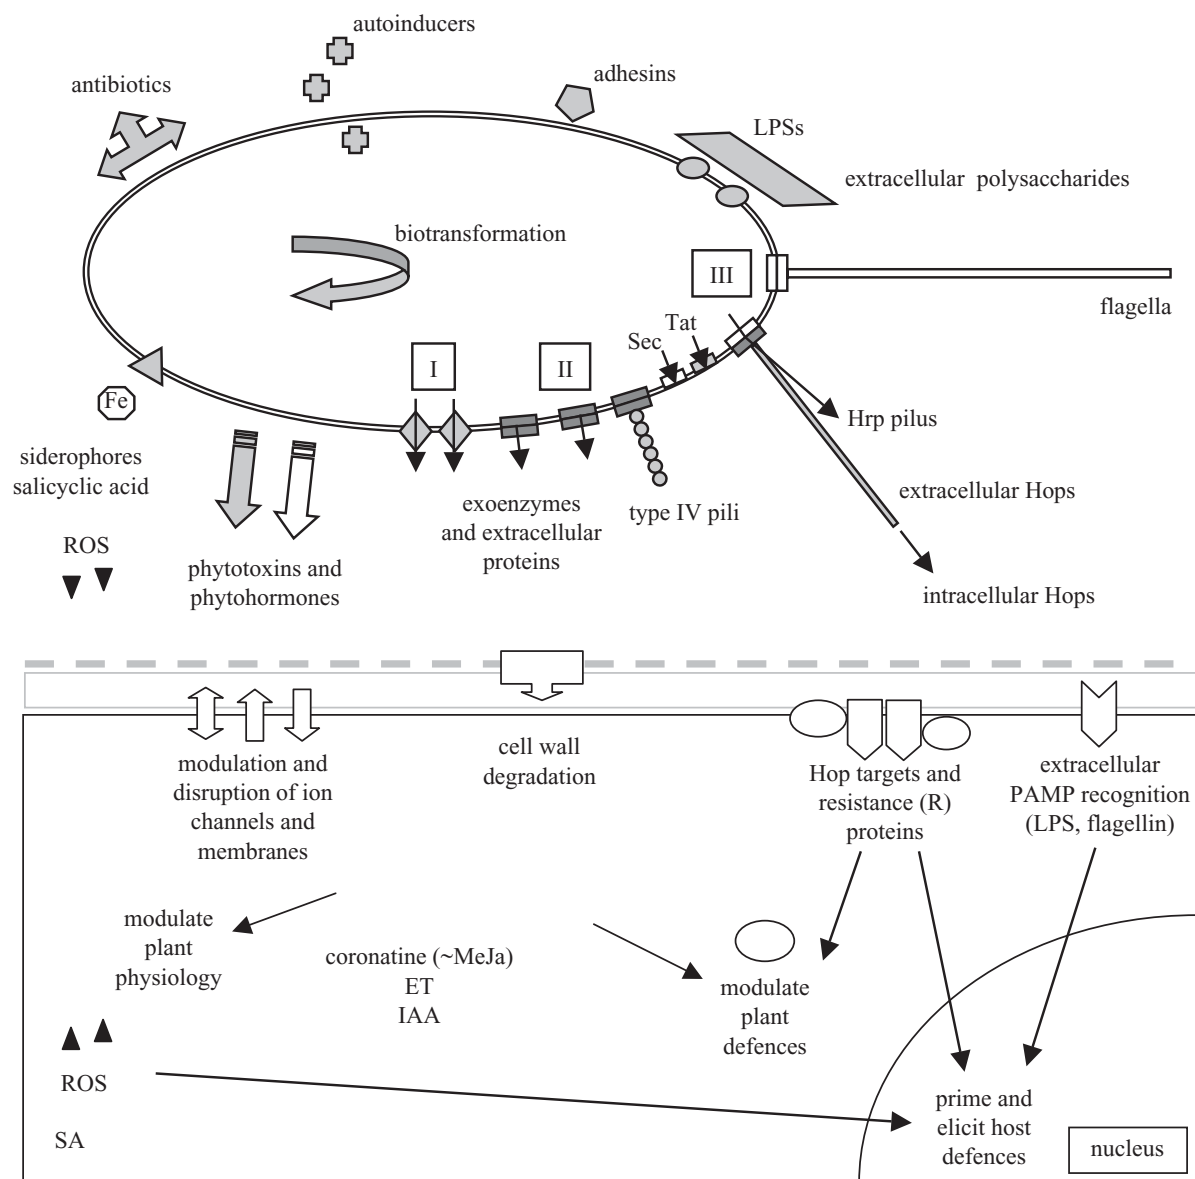 autoinducers
antibiotics
adhesins
LPSs
extracellular polysaccharides
biotransformation
III
flagella
Tat
Sec
I
II
Fe
Hrp pilus
siderophores
salicyclic acid
extracellular Hops
exoenzymes
and extracellular
proteins
type IV pili
ROS
phytotoxins and
phytohormones
intracellular Hops
modulation and
disruption of ion
channels and
membranes
cell wall
degradation
Hop targets and
resistance (R)
proteins
extracellular
PAMP recognition
(LPS, flagellin)
modulate
plant
physiology
coronatine (~MeJa)
ET
IAA
modulate
plant
defences
ROS
SA
prime and
elicit host
defences
nucleus